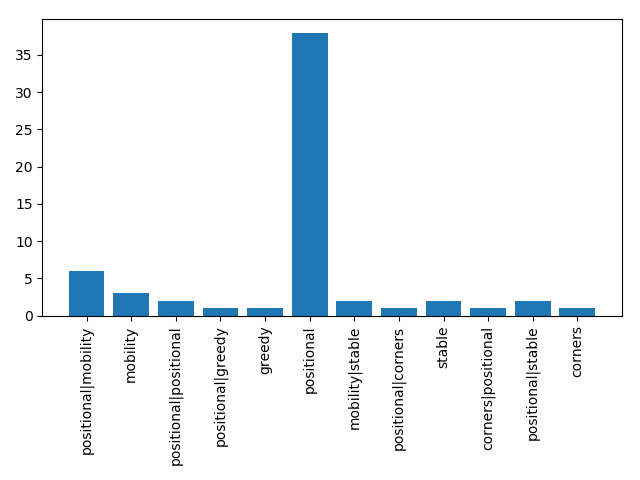 35
30
25
20
15
10
5
0
positional|mobility
mobility
positional|positional
positional|greedy
greedy
positional
mobility|stable
positional|corners
stable
corners|positional
positional|stable
corners